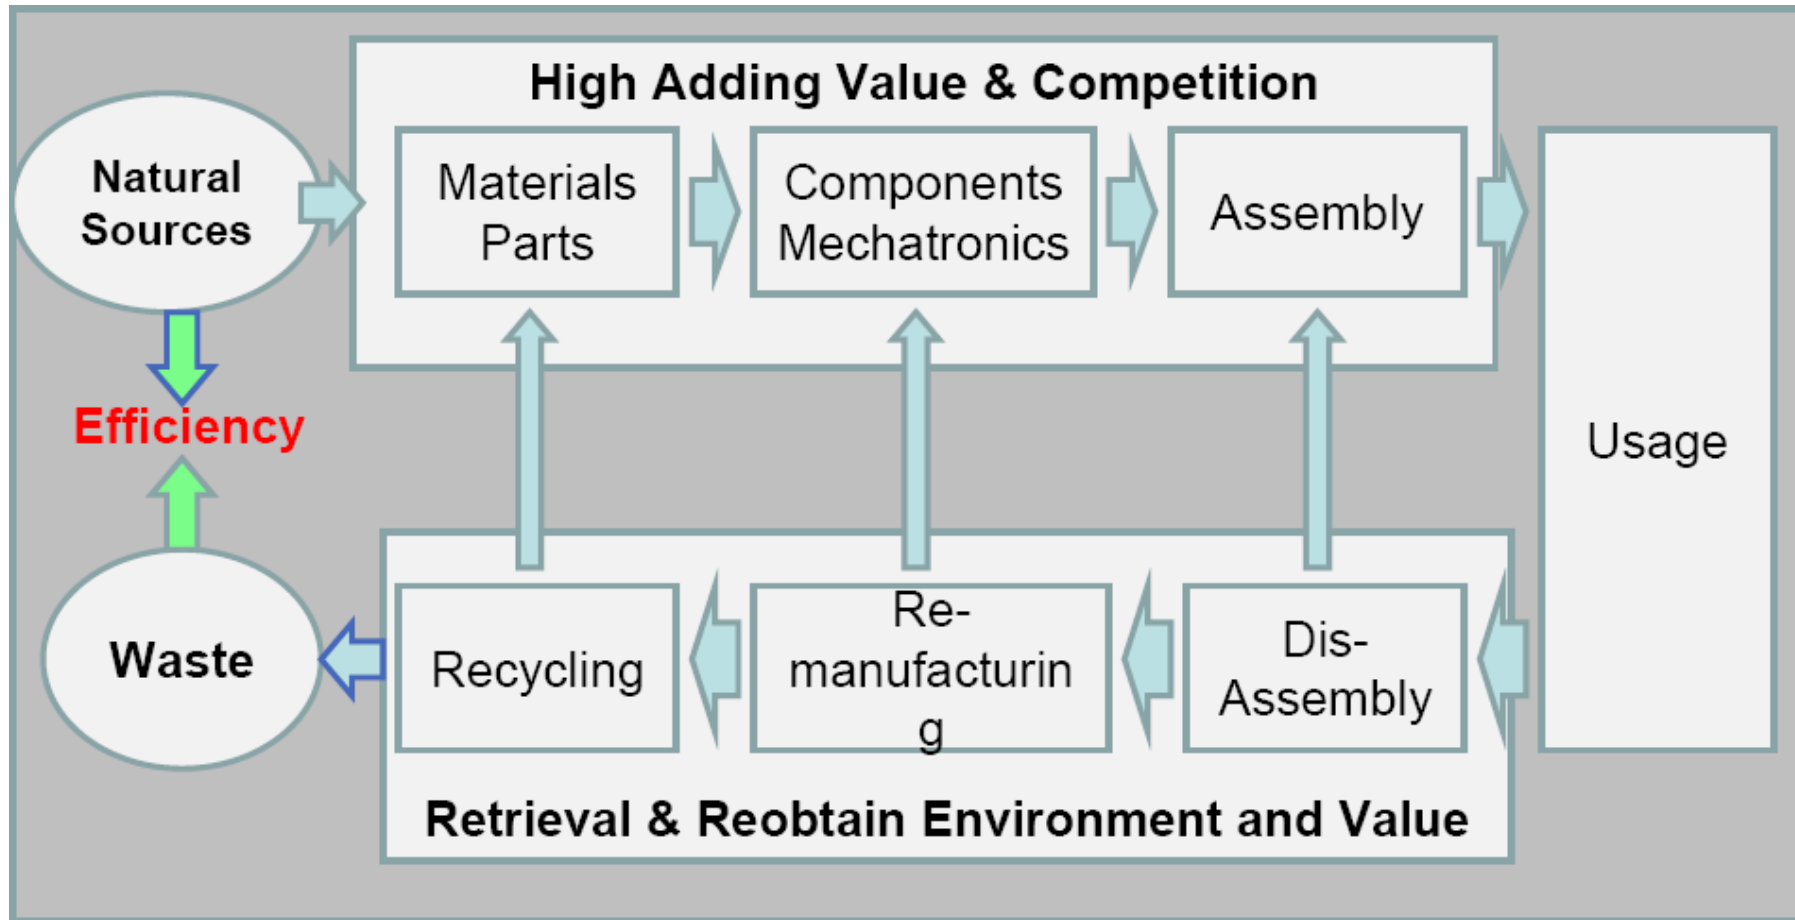 High Adding Value & Competition
Natural
Sources
Materials
Parts
Components
Mechatronics
Assembly
Usage
Efficiency
Waste
Recycling
Re-
manufacturin
g
Dis-
Assembly
Retrieval & Reobtain Environment and Value